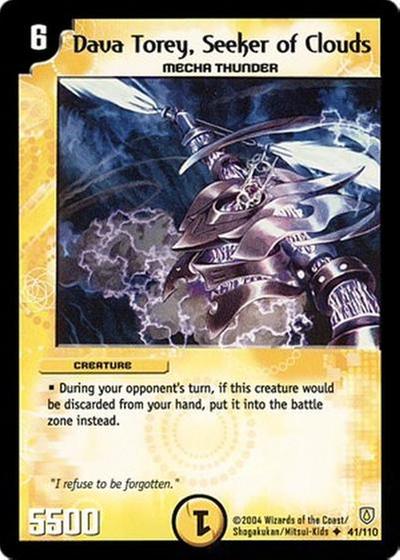 6 Dava Torey, Seeker of Clouds
MECHA THUNDER
CREATURE
▪ During your opponent's turn, if this creature would
be discarded from your hand, put it into the battle
zone instead.
"I refuse to be forgotten."
5500
©2004 Wizards of the Coast/
Shogakukan/Mitsui-Kids ♦ 41/110